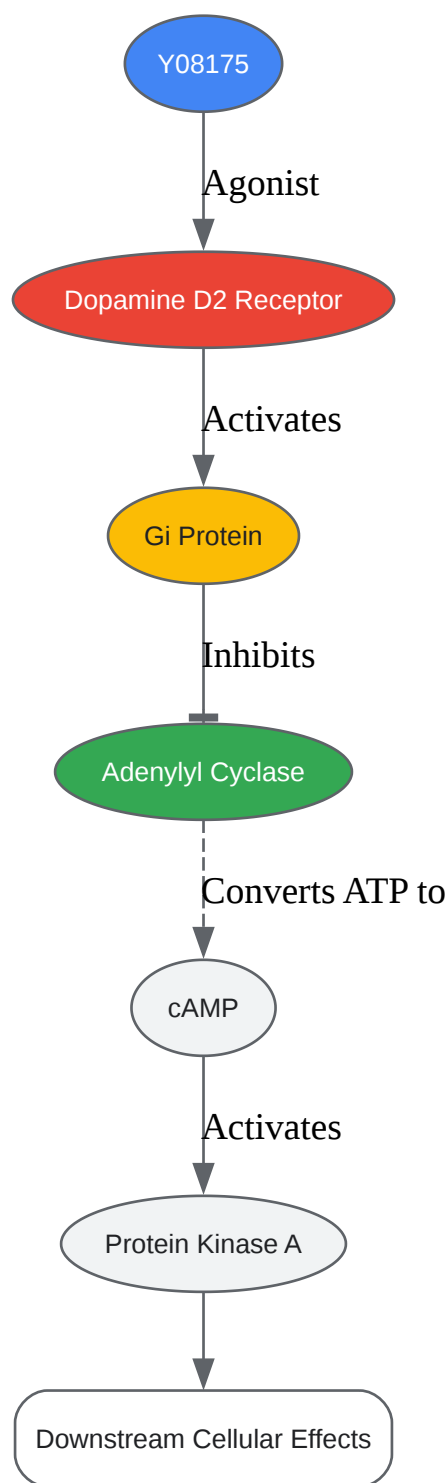 Y08175
Agonist
Dopamine D2 Receptor
Activates
Gi Protein
Inhibits
Adenylyl Cyclase
Converts ATP to
cAMP
Activates
Protein Kinase A
Downstream Cellular Effects